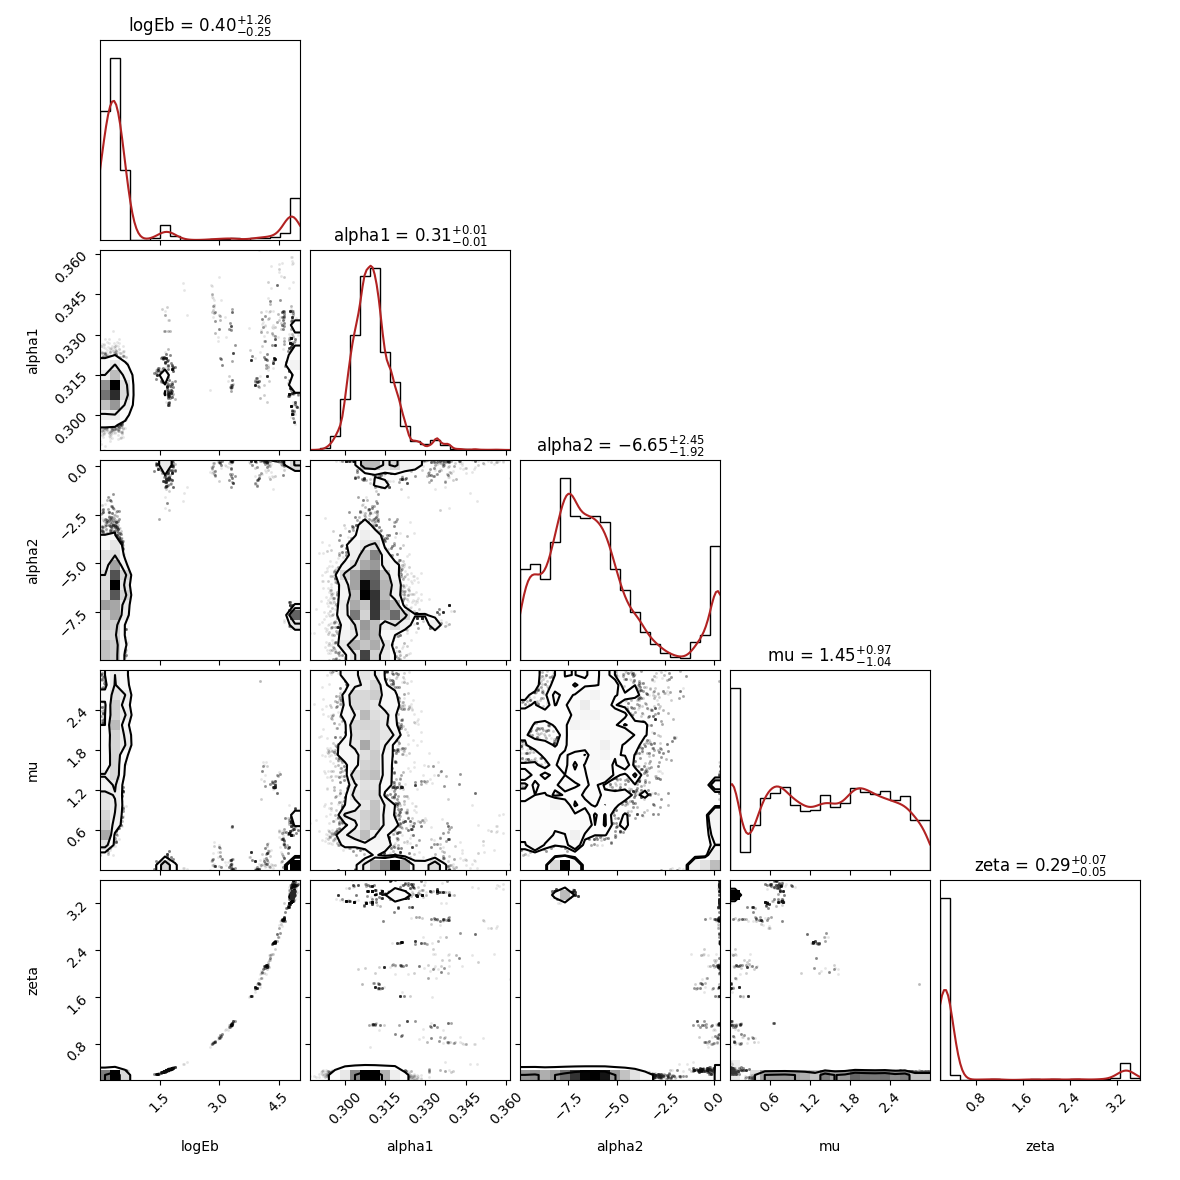 logEb = 0.40+1.26−0.25
alpha1 = 0.31+0.01−0.01
0.360
0.345
0.330
0.315
0.300
alpha1
alpha2 = −6.65+2.45−1.92
0.0
−2.5
−5.0
−7.5
alpha2
mu = 1.45+0.97−1.04
2.4
1.8
1.2
0.6
mu
zeta = 0.29+0.07−0.05
3.2
2.4
1.6
0.8
zeta
1.5 3.0 4.5
0.300 0.315 0.330 0.345 0.360
−7.5 −5.0 −2.5 0.0
0.6 1.2 1.8 2.4
0.8 1.6 2.4 3.2
logEb alpha1 alpha2 mu zeta